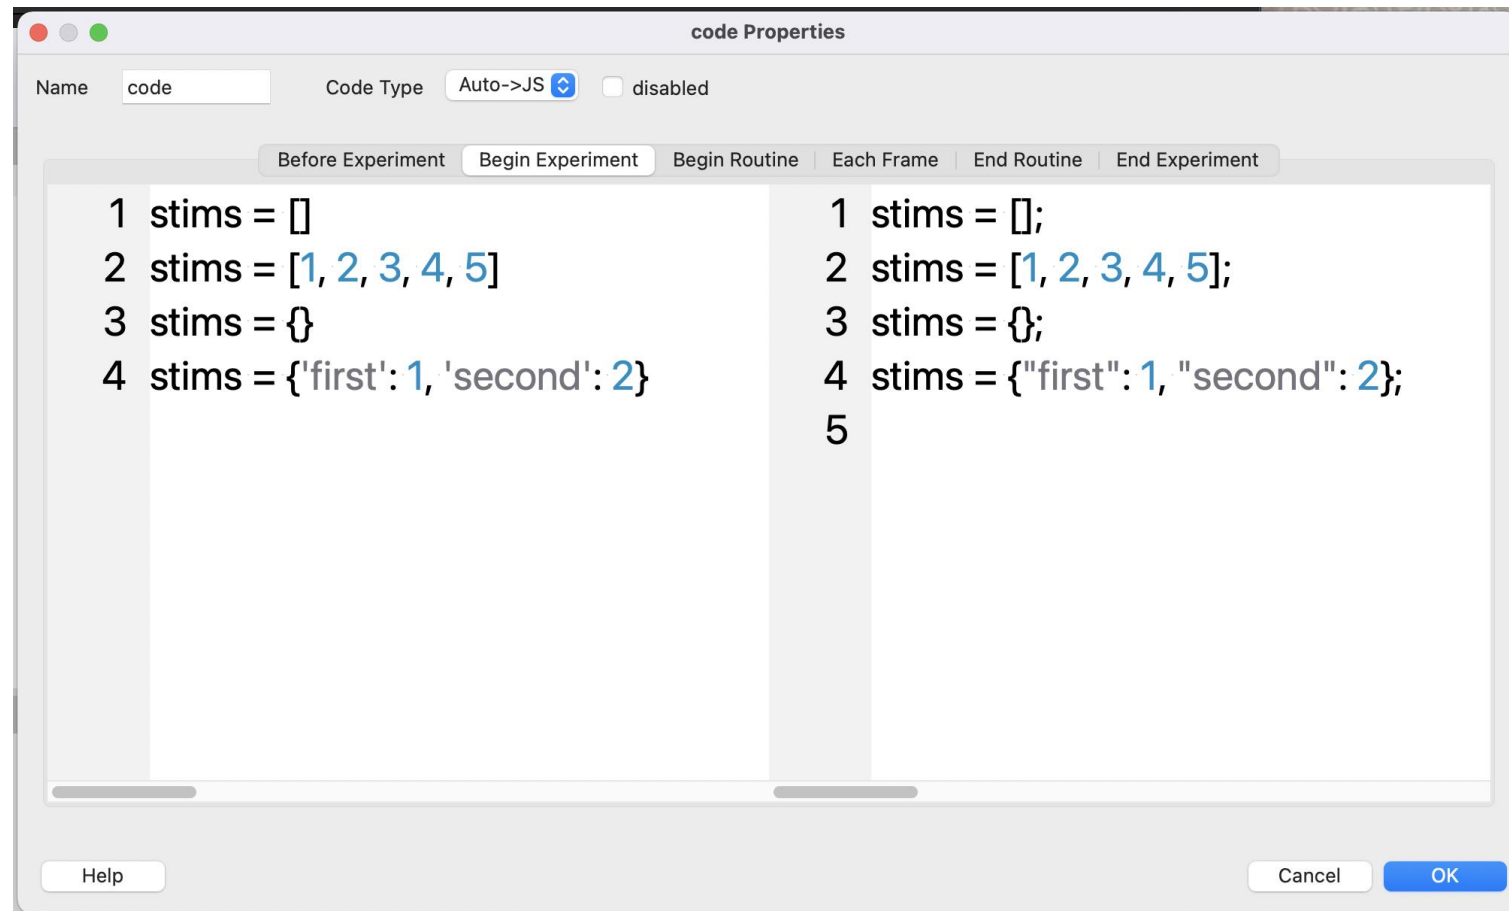 code Properties
Name code Code Type Auto->JS disabled
Before Experiment Begin Experiment Begin Routine Each Frame End Routine End Experiment
1 stims = []
2 stims = [1, 2, 3, 4, 5]
3 stims = {}
4 stims = {'first': 1, 'second': 2}
1 stims = [];
2 stims = [1, 2, 3, 4, 5];
3 stims = {};
4 stims = {"first": 1, "second": 2};
5
Help Cancel OK